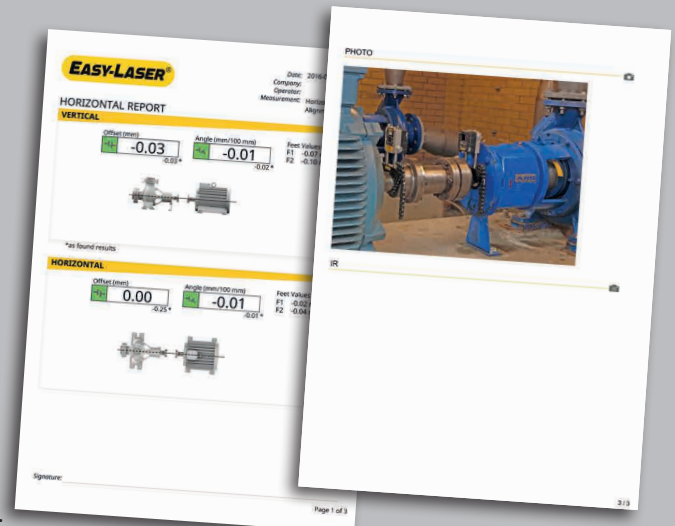 EASY-LASER®
Date: 2016-0
Company:
Operator:
Measurement: Horizo
Alignm
HORIZONTAL REPORT
VERTICAL
Offset (mm)
-0.03
-0.03 *
Angle (mm/100 mm)
-0.01
-0.02 *
Feet Values
F1 -0.07
F2 -0.10
*as found results
HORIZONTAL
Offset (mm)
0.00
-0.25 *
Angle (mm/100 mm)
-0.01
-0.01 *
Feet Values
F1 -0.02
F2 -0.04
Signature:
Page 1 of 3
PHOTO
IR
3/3